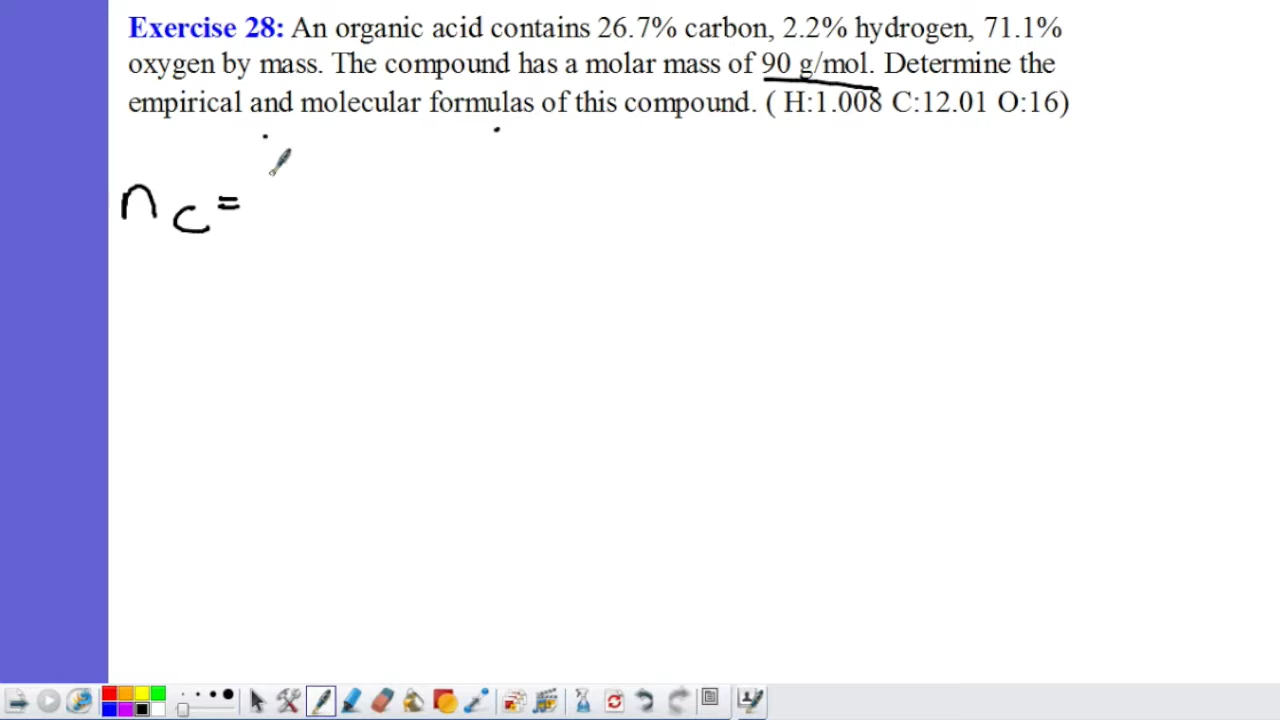 Exercise 28: An organic acid contains 26.7% carbon, 2.2% hydrogen, 71.1%
oxygen by mass. The compound has a molar mass of 90 g/mol. Determine the
empirical and molecular formulas of this compound. ( H:1.008 C:12.01 O:16)
n C =